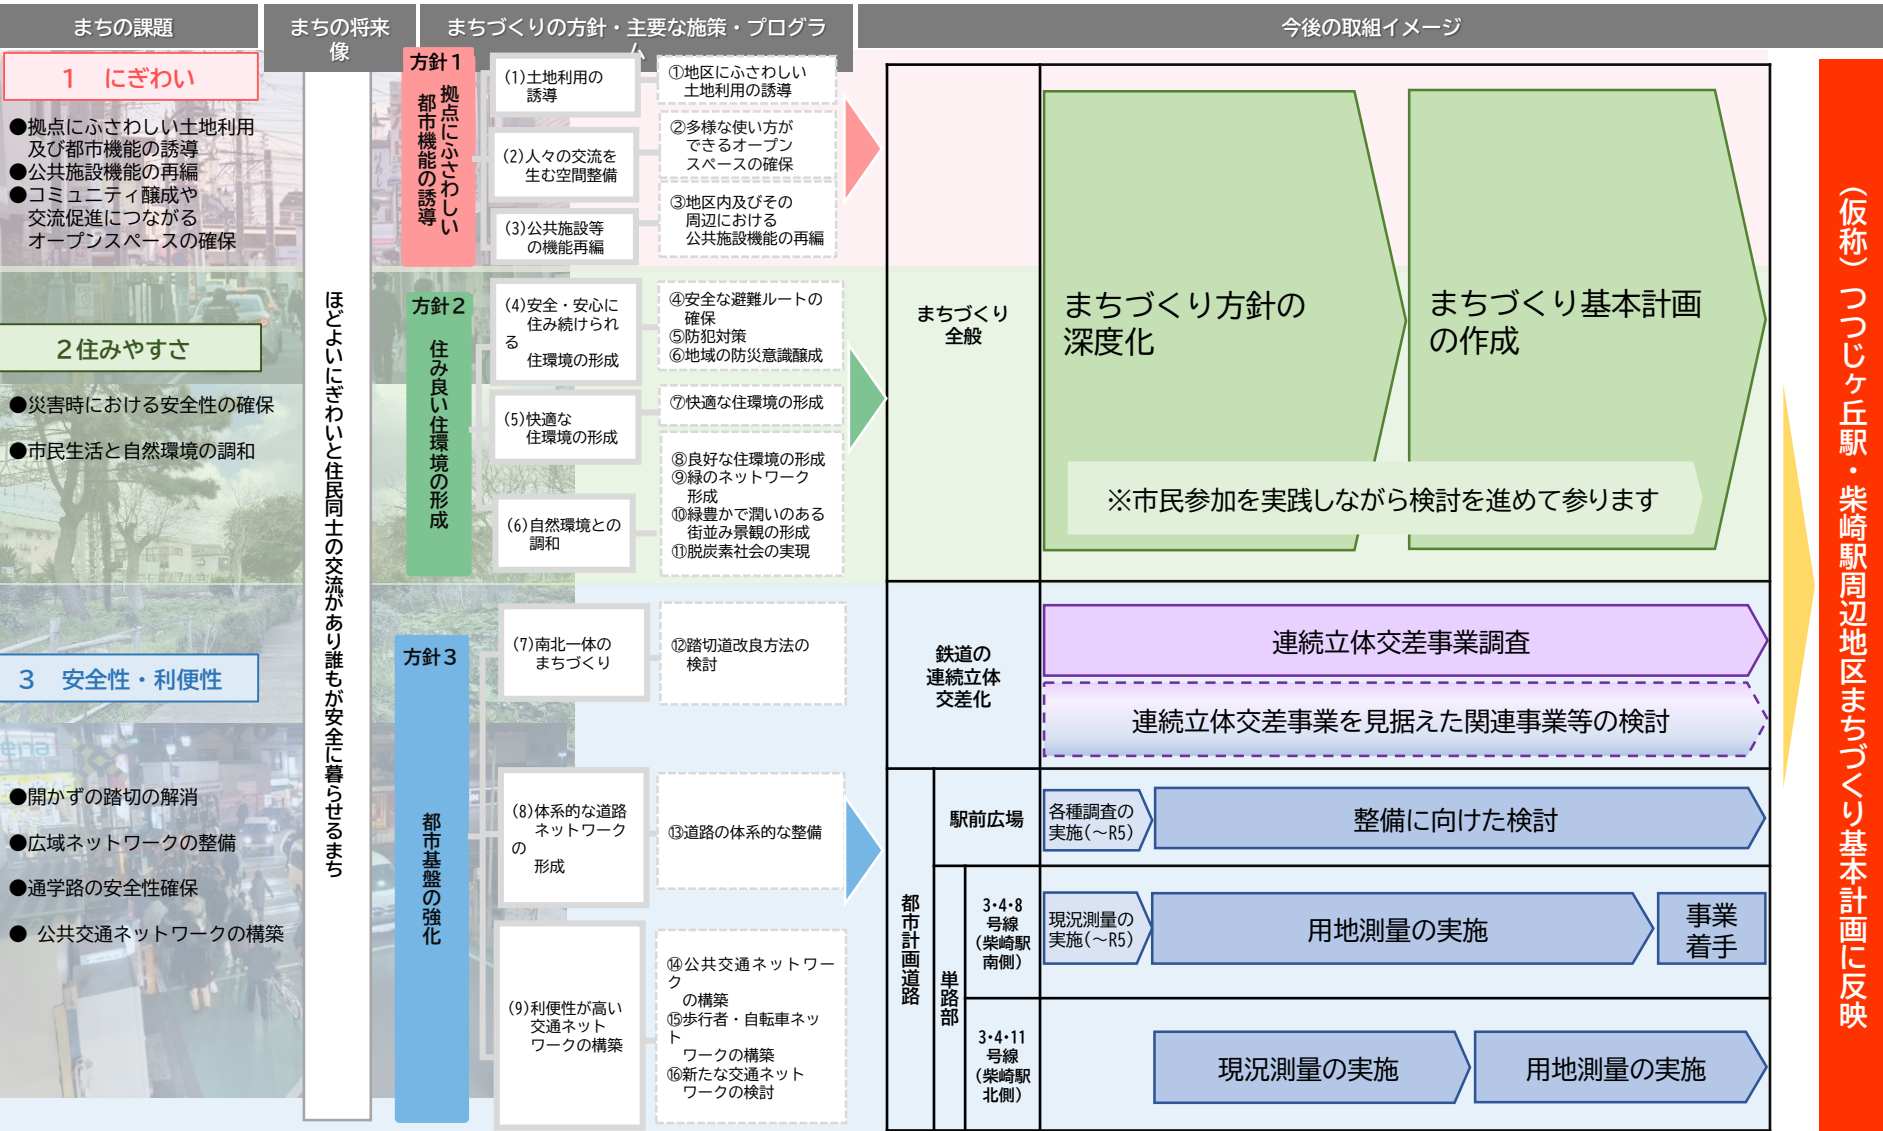 まちの課題
まちの将来
像
まちづくりの方針・主要な施策・プログラ
ム
今後の取組イメージ
1 にぎわい
●拠点にふさわしい土地利用
及び都市機能の誘導
●公共施設機能の再編
●コミュニティ醸成や
交流促進につながる
オープンスペースの確保
2住みやすさ
●災害時における安全性の確保
●市民生活と自然環境の調和
3 安全性・利便性
●開かずの踏切の解消
●広域ネットワークの整備
●通学路の安全性確保
● 公共交通ネットワークの構築
ほどよいにぎわいと住民同士の交流があり誰もが安全に暮らせるまち
方針1
拠点にふさわしい
都市機能の誘導
(1)土地利用の
誘導
(2)人々の交流を
生む空間整備
(3)公共施設等
の機能再編
①地区にふさわしい
土地利用の誘導
②多様な使い方が
できるオープン
スペースの確保
③地区内及びその
周辺における
公共施設機能の再編
方針2
住み良い住環境の形成
(4)安全・安心に
住み続けられ
る
住環境の形成
(5)快適な
住環境の形成
(6)自然環境との
調和
④安全な避難ルートの
確保
⑤防犯対策
⑥地域の防災意識醸成
⑦快適な住環境の形成
⑧良好な住環境の形成
⑨緑のネットワーク
形成
⑩緑豊かで潤いのある
街並み景観の形成
⑪脱炭素社会の実現
方針3
都市基盤の強化
(7)南北一体の
まちづくり
(8)体系的な道路
ネットワーク
の
形成
(9)利便性が高い
交通ネット
ワークの構築
⑫踏切道改良方法の
検討
⑬道路の体系的な整備
⑭公共交通ネットワー
ク
の構築
⑮歩行者・自転車ネッ
ト
ワークの構築
⑯新たな交通ネット
ワークの検討
まちづくり
全般
まちづくり方針の
深度化
まちづくり基本計画
の作成
※市民参加を実践しながら検討を進めて参ります
鉄道の
連続立体
交差化
連続立体交差事業調査
連続立体交差事業を見据えた関連事業等の検討
都市計画道路
駅前広場
各種調査の
実施(～R5)
整備に向けた検討
単路部
3・4・8
号線
(柴崎駅
南側)
現況測量の
実施(～R5)
用地測量の実施
事業
着手
3・4・11
号線
(柴崎駅
北側)
現況測量の実施
用地測量の実施
（仮称）つつじヶ丘駅・柴崎駅周辺地区まちづくり基本計画に反映